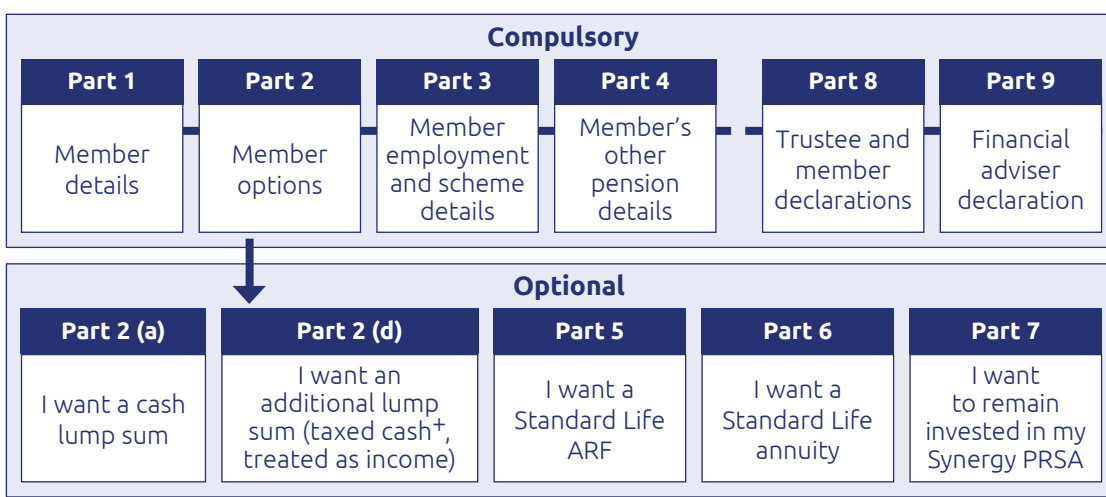 Compulsory
Part 1
Member
details
Part 2
Member
options
Part 3
Member
employment
and scheme
details
Part 4
Member’s
other
pension
details
Part 8
Trustee and
member
declarations
Part 9
Financial
adviser
declaration
Optional
Part 2 (a)
I want a cash
lump sum
Part 2 (d)
I want an
additional lump
sum (taxed cash⁺,
treated as income)
Part 5
I want a
Standard Life
ARF
Part 6
I want a
Standard Life
annuity
Part 7
I want
to remain
invested in my
Synergy PRSA